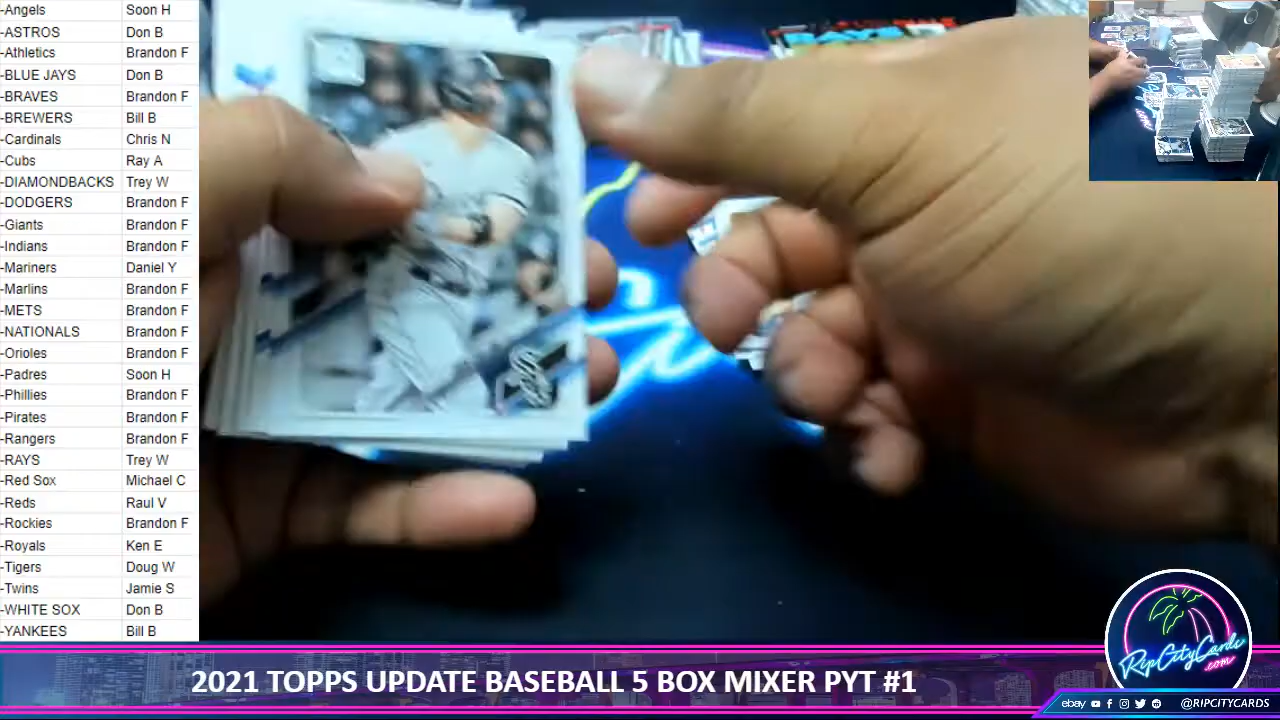 -Angels Soon H
-ASTROS Don B
-Athletics Brandon F
-BLUE JAYS Don B
-BRAVES Brandon F
-BREWERS Bill B
-Cardinals Chris N
-Cubs Ray A
-DIAMONDBACKS Trey W
-DODGERS Brandon F
-Giants Brandon F
-Indians Brandon F
-Mariners Daniel Y
-Marlins Brandon F
-METS Brandon F
-NATIONALS Brandon F
-Orioles Brandon F
-Padres Soon H
-Phillies Brandon F
-Pirates Brandon F
-Rangers Brandon F
-RAYS Trey W
-Red Sox Michael C
-Reds Raul V
-Rockies Brandon F
-Royals Ken E
-Tigers Doug W
-Twins Jamie S
-WHITE SOX Don B
-YANKEES Bill B
RipCityCards
.com
2021 TOPPS UPDATE BASEBALL 5 BOX MIXER PYT #1
ebay @RIPCITYCARDS